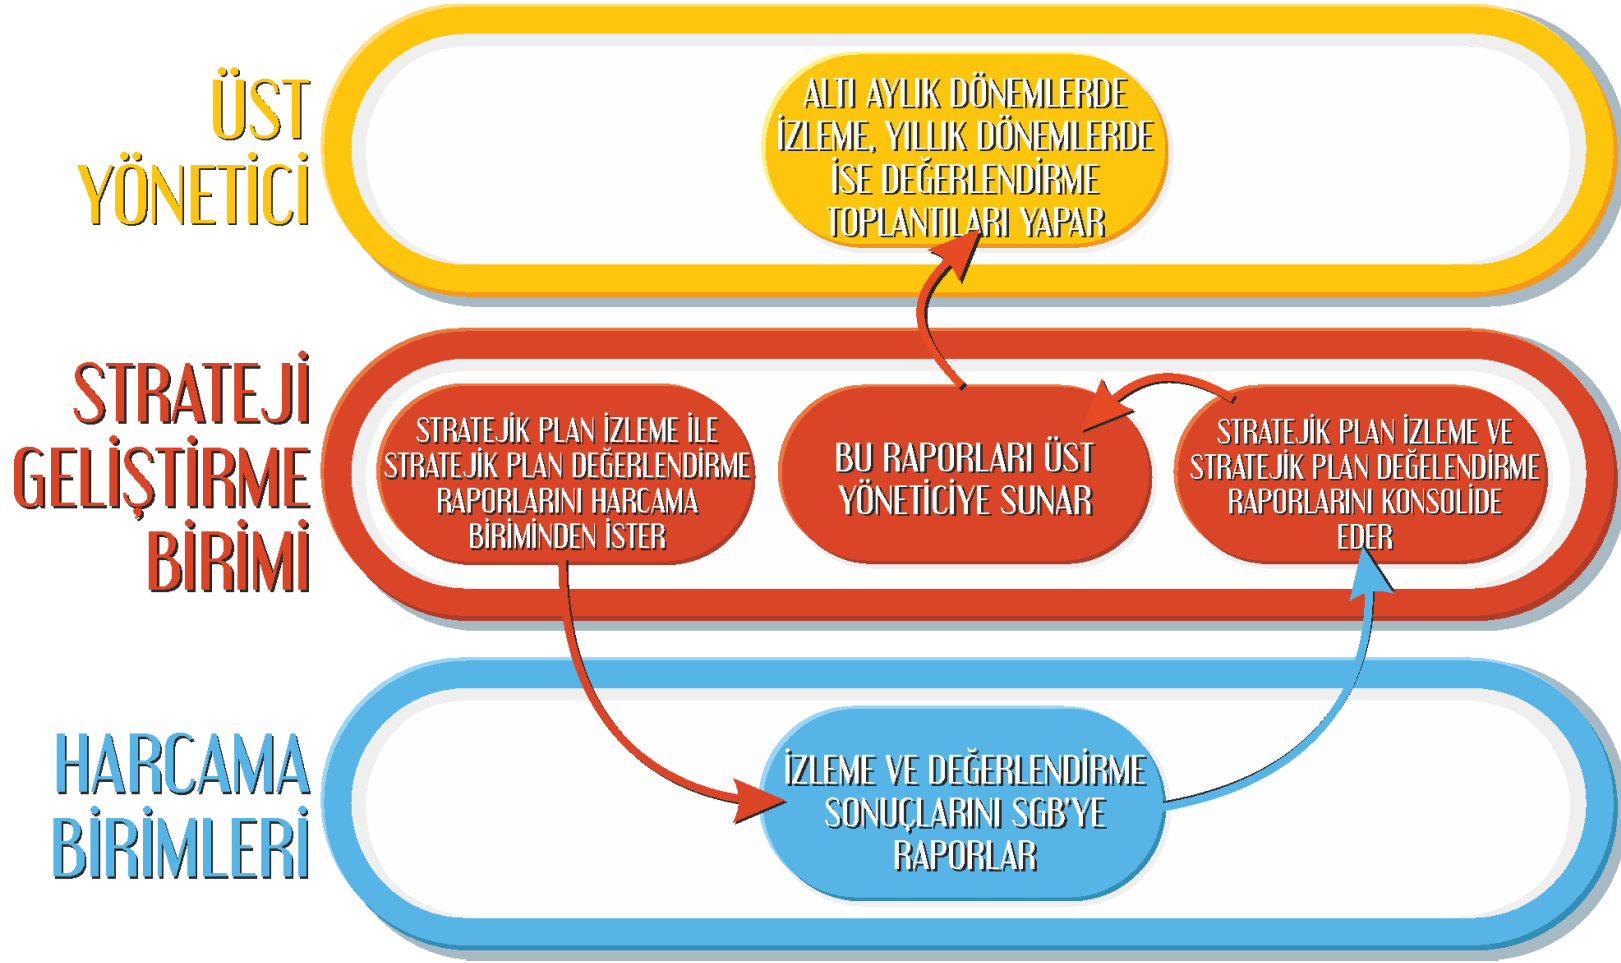 ÜST
YÖNETİCİ
ALTI AYLIK DÖNEMLERDE
İZLEME, YILLIK DÖNEMLERDE
İSE DEĞERLENDİRME
TOPLANTILARI YAPAR
STRATEJİ
GELİŞTİRME
BİRİMİ
STRATEJİK PLAN İZLEME İLE
STRATEJİK PLAN DEĞERLENDİRME
RAPORLARINI HARCAMA
BİRİMİNDEN İSTER
BU RAPORLARI ÜST
YÖNETİCİYE SUNAR
STRATEJİK PLAN İZLEME VE
STRATEJİK PLAN DEĞELENDİRME
RAPORLARINI KONSOLİDE
EDER
HARCAMA
BİRİMLERİ
İZLEME VE DEĞERLENDİRME
SONUÇLARINI SGB'YE
RAPORLAR